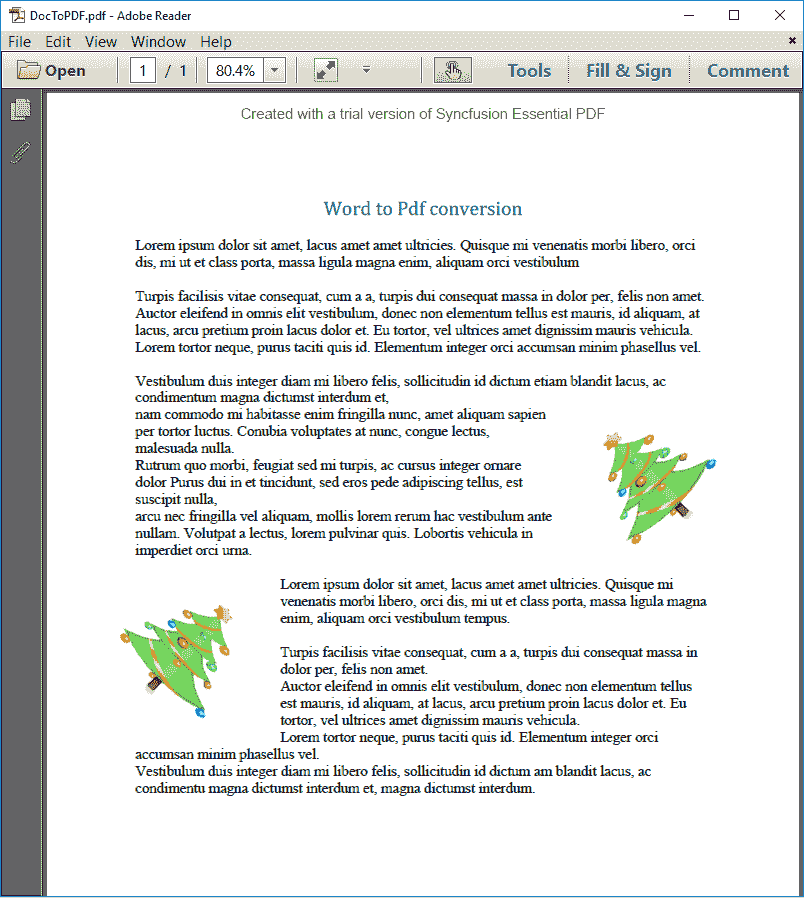 DocToPDF.pdf - Adobe Reader
File Edit View Window Help
Open 1 / 1 80.4% Tools Fill & Sign Comment
Created with a trial version of Syncfusion Essential PDF
Word to Pdf conversion
Lorem ipsum dolor sit amet, lacus amet amet ultricies. Quisque mi venenatis morbi libero, orci
dis, mi ut et class porta, massa ligula magna enim, aliquam orci vestibulum
Turpis facilisis vitae consequat, cum a a, turpis dui consequat massa in dolor per, felis non amet.
Auctor eleifend in omnis elit vestibulum, donec non elementum tellus est mauris, id aliquam, at
lacus, arcu pretium proin lacus dolor et. Eu tortor, vel ultrices amet dignissim mauris vehicula.
Lorem tortor neque, purus taciti quis id. Elementum integer orci accumsan minim phasellus vel.
Vestibulum duis integer diam mi libero felis, sollicitudin id dictum etiam blandit lacus, ac
condimentum magna dictumst interdum et,
nam commodo mi habitasse enim fringilla nunc, amet aliquam sapien
per tortor luctus. Conubia voluptates at nunc, congue lectus,
malesuada nulla.
Rutrum quo morbi, feugiat sed mi turpis, ac cursus integer ornare
dolor Purus dui in et tincidunt, sed eros pede adipiscing tellus, est
suscipit nulla,
arcu nec fringilla vel aliquam, mollis lorem rerum hac vestibulum ante
nullam. Volutpat a lectus, lorem pulvinar quis. Lobortis vehicula in
imperdiet orci urna.
Lorem ipsum dolor sit amet, lacus amet amet ultricies. Quisque mi
venenatis morbi libero, orci dis, mi ut et class porta, massa ligula magna
enim, aliquam orci vestibulum tempus.
Turpis facilisis vitae consequat, cum a a, turpis dui consequat massa in
dolor per, felis non amet.
Auctor eleifend in omnis elit vestibulum, donec non elementum tellus
est mauris, id aliquam, at lacus, arcu pretium proin lacus dolor et. Eu
tortor, vel ultrices amet dignissim mauris vehicula.
Lorem tortor neque, purus taciti quis id. Elementum integer orci
accumsan minim phasellus vel.
Vestibulum duis integer diam mi libero felis, sollicitudin id dictum am blandit lacus, ac
condimentu magna dictumst interdum et, magna dictumst interdum.